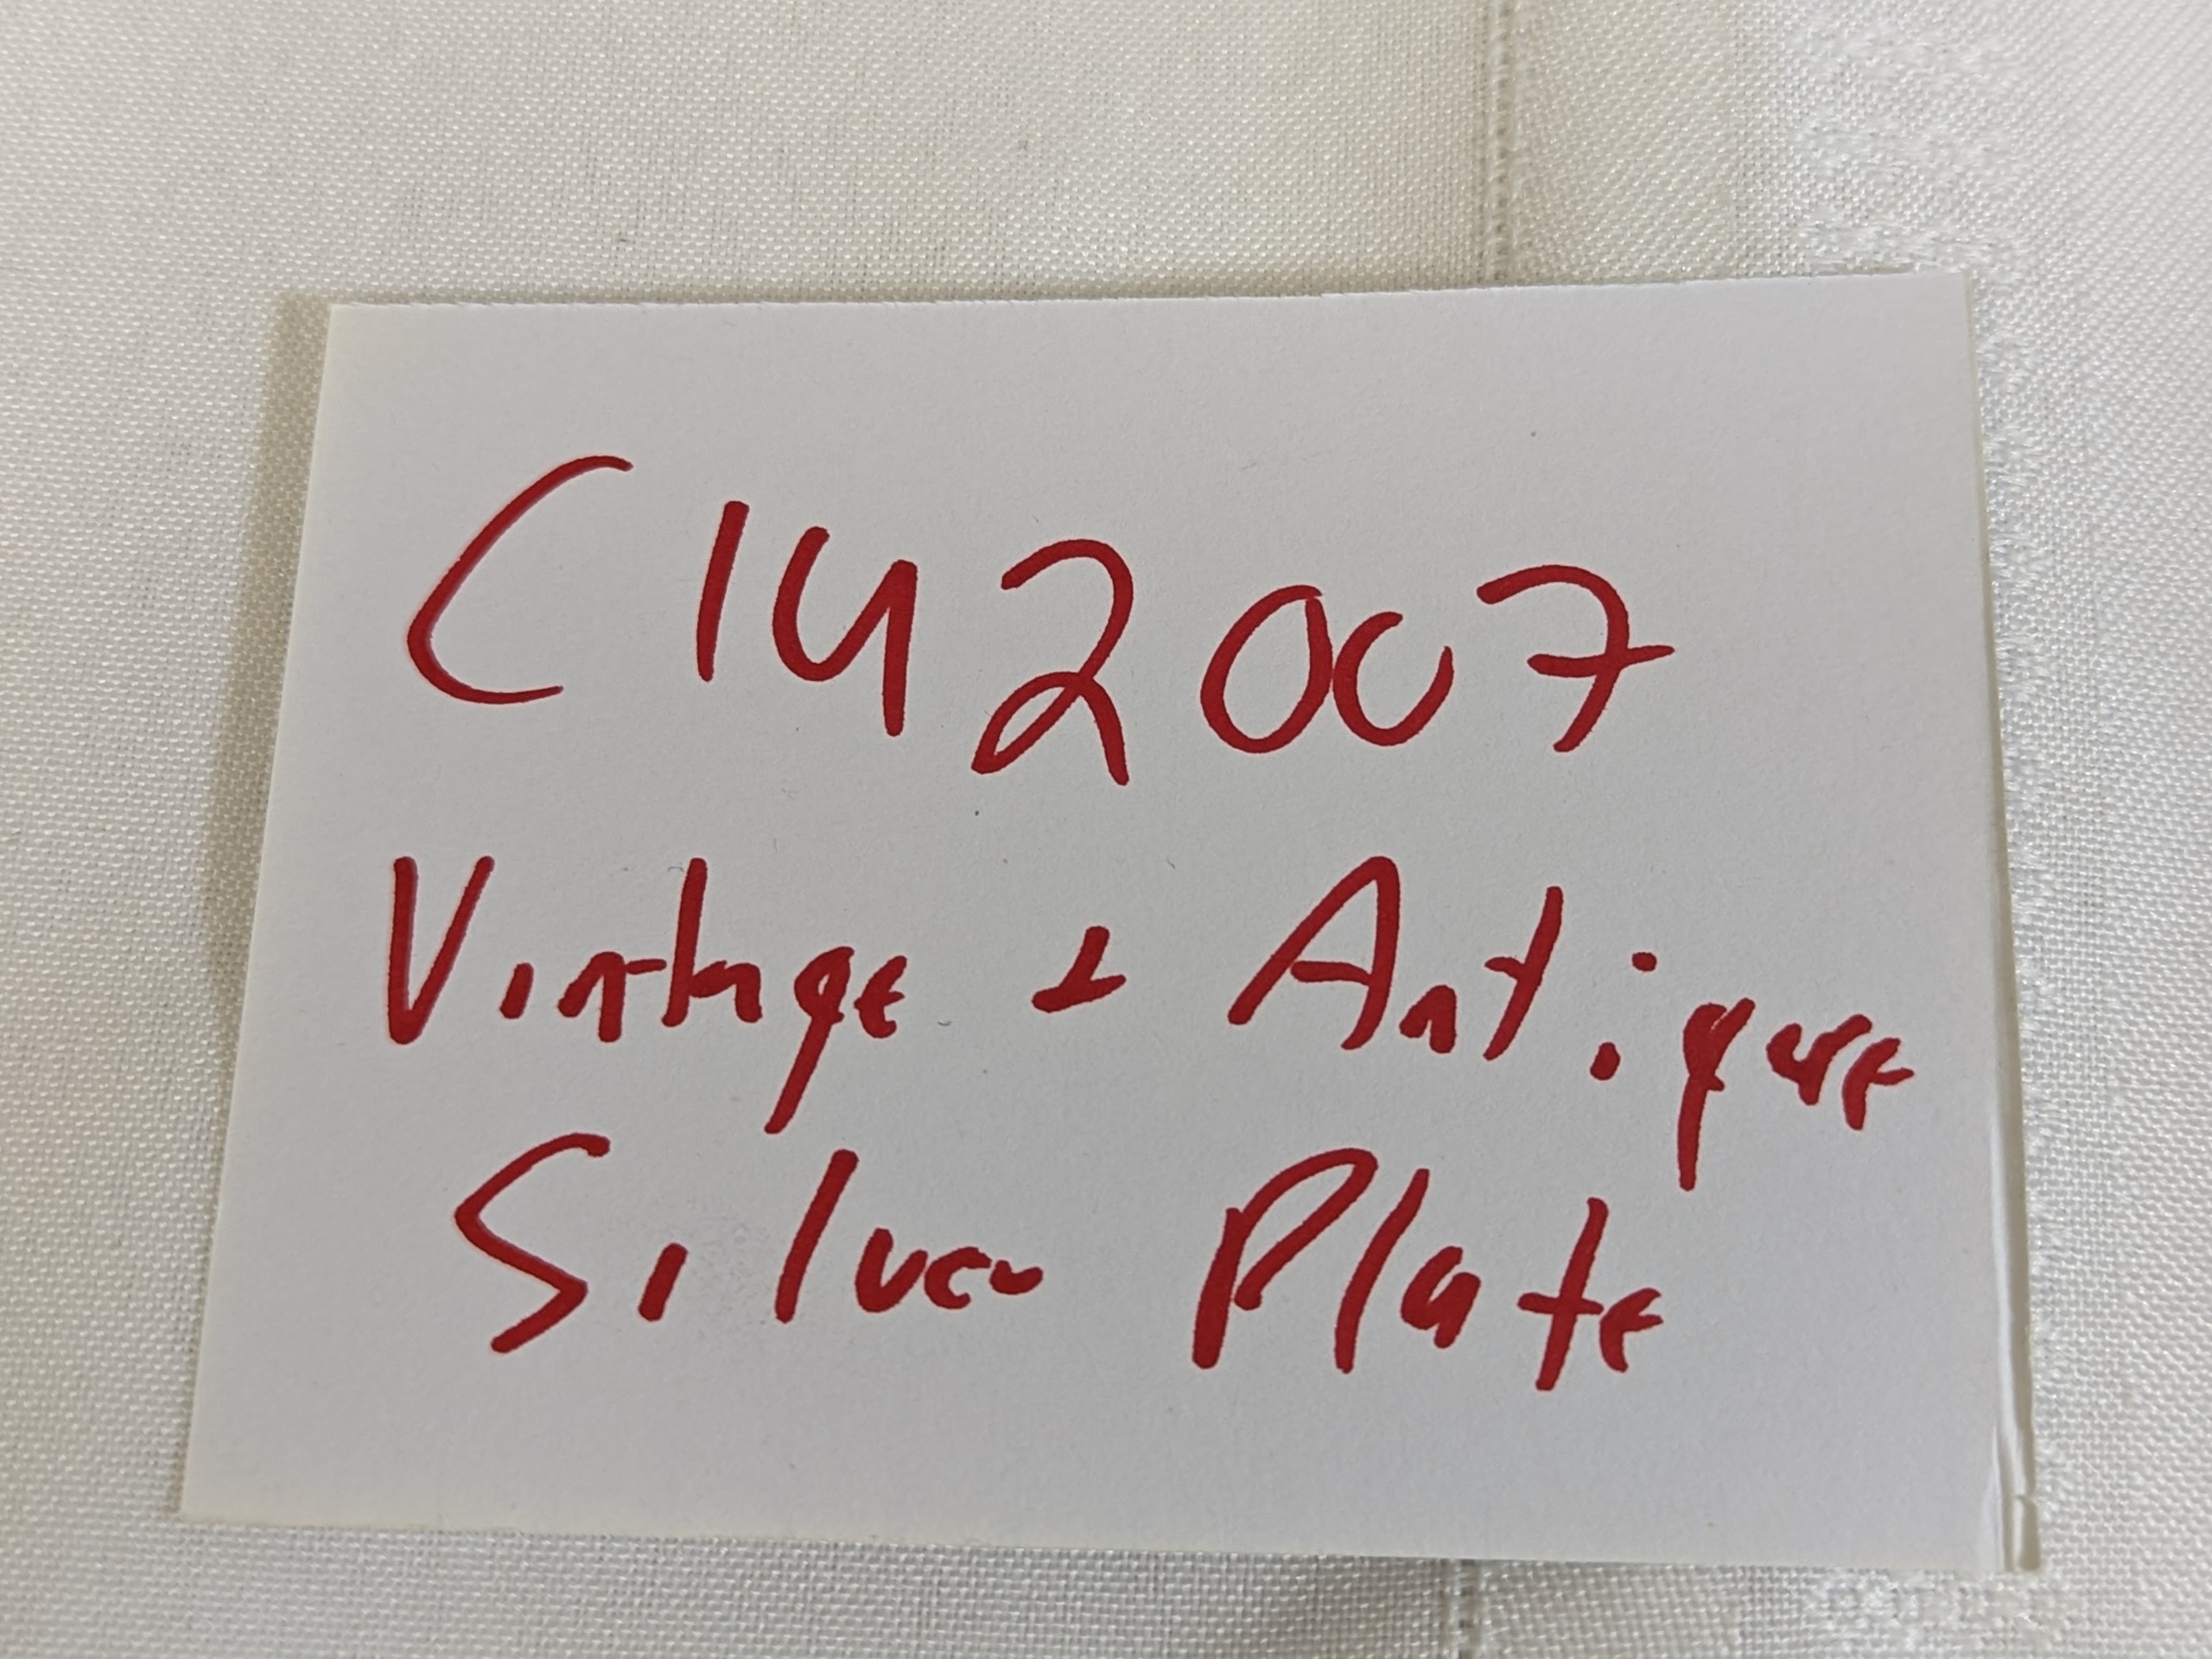 C142007
Vintage + Antique
Silver Plate